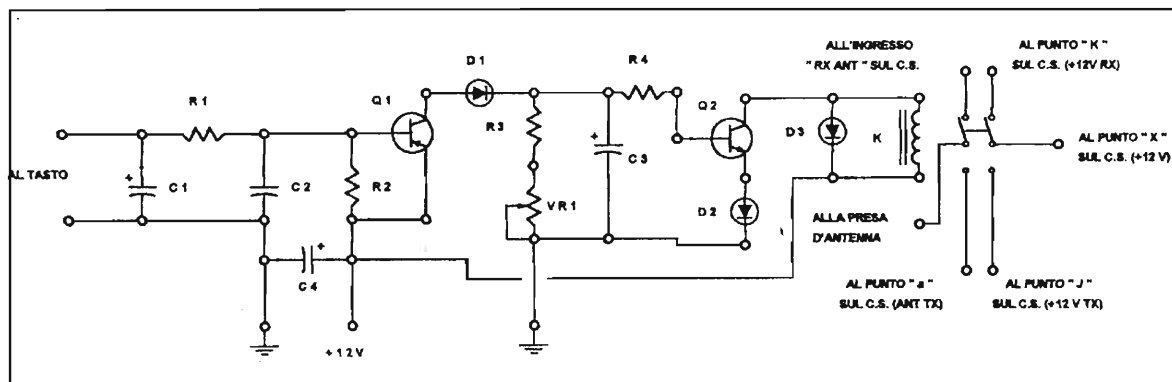 ALL'INGRESSO
" RX ANT " SUL C.S.
AL PUNTO " K "
SUL C.S. (+12V RX)
D1
R4
R1
Q1
Q2
R3
D3
K
AL PUNTO " X "
SUL C.S. (+12 V)
AL TASTO
+
C1
C2
R2
+
C3
VR1
D2
ALLA PRESA
D'ANTENNA
+
C4
AL PUNTO " a "
SUL C.S. (ANT TX)
AL PUNTO " J "
SUL C.S. (+12 V TX)
+12V